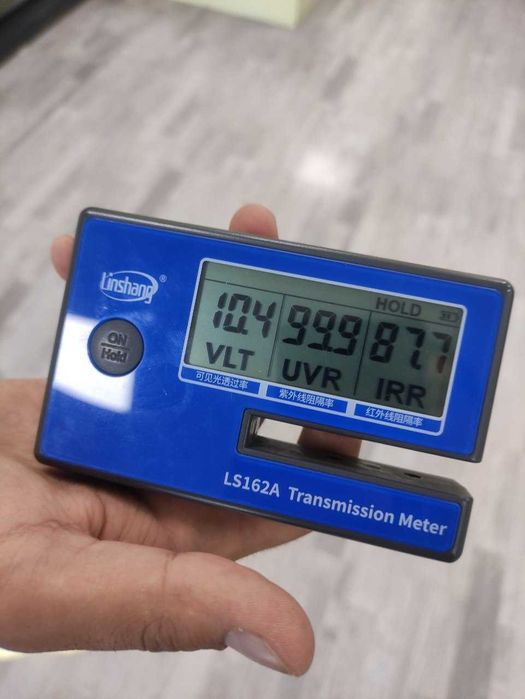 Linshang®
ON
Hold
HOLD
10.4 99.9 87.7
VLT UVR IRR
可见光透过率 紫外线阻隔率 红外线阻隔率
LS162A Transmission Meter